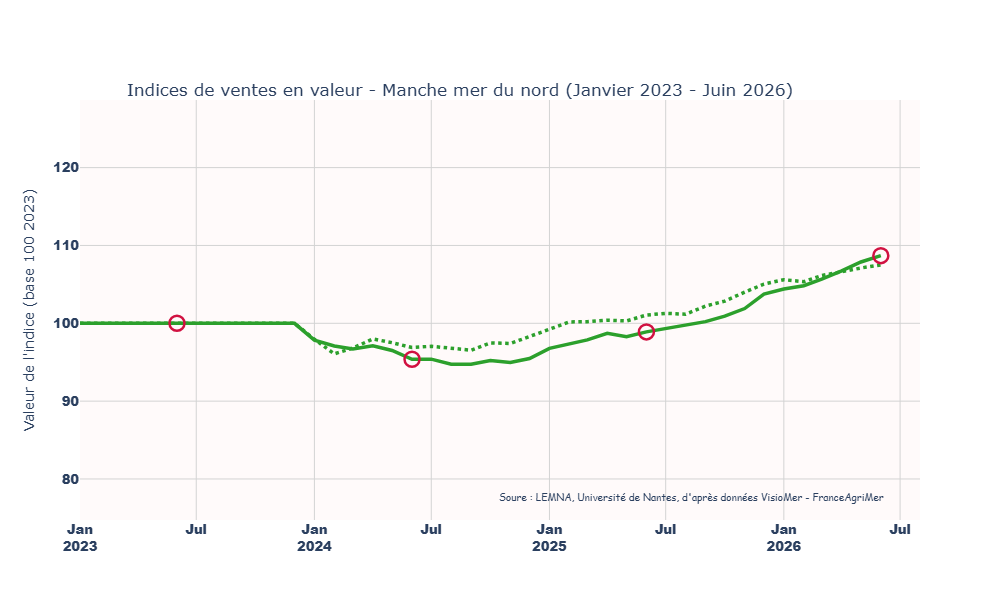 Indices de ventes en valeur - Manche mer du nord (Janvier 2023 - Juin 2026)
Valeur de l'indice (base 100 2023)
120
110
100
90
80
Soure : LEMNA, Université de Nantes, d'après données VisioMer - FranceAgriMer
Jan Jul Jan Jul Jan Jul Jan Jul
2023 2024 2025 2026